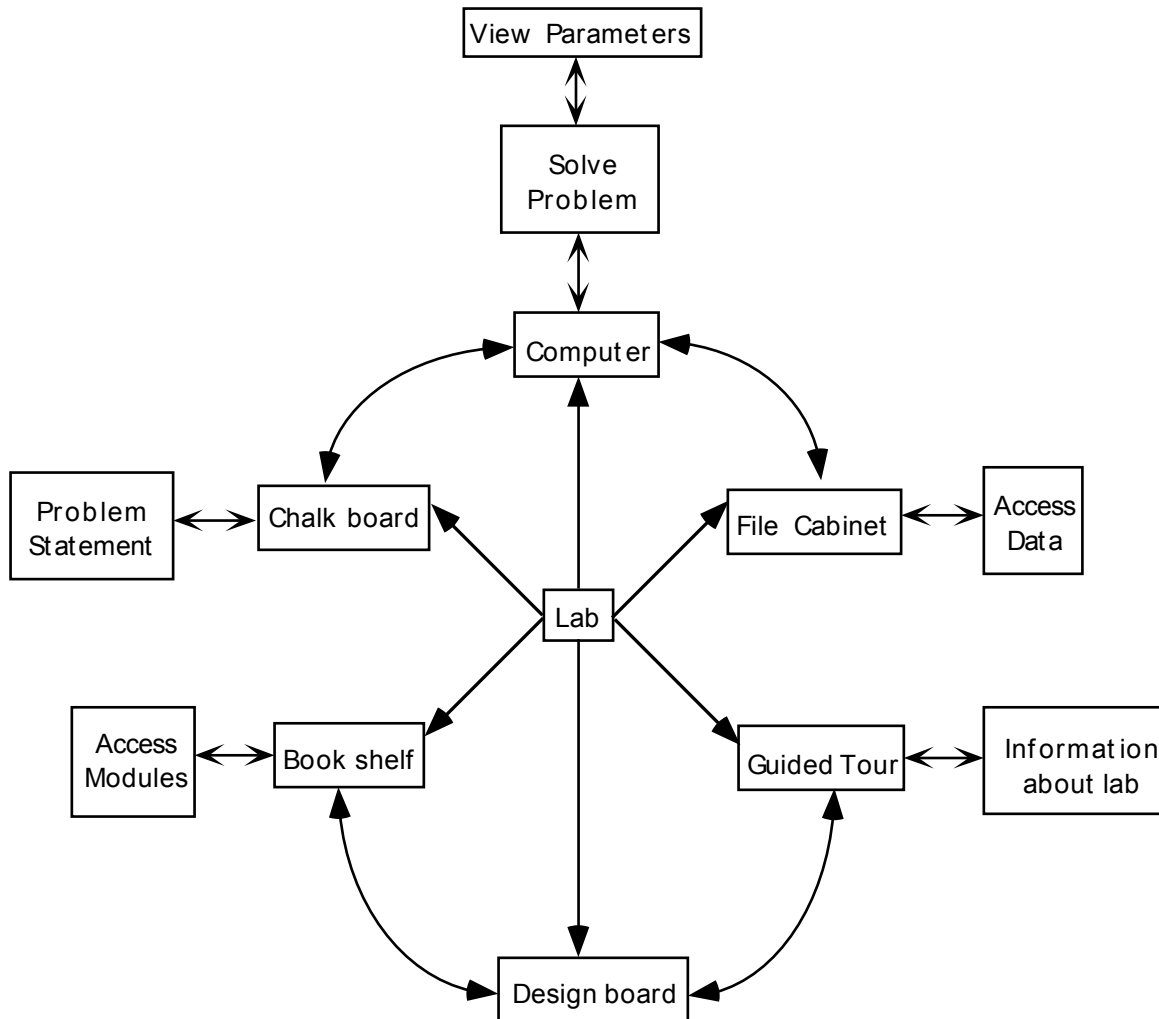 View Parameters
Solve
Problem
Computer
Problem
Statement
Chalk board
File Cabinet
Access
Data
Lab
Access
Modules
Book shelf
Guided Tour
Information
about lab
Design board